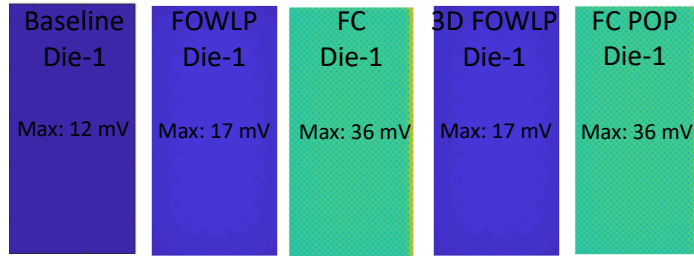 Baseline
Die-1
Max: 12 mV
FOWLP
Die-1
Max: 17 mV
FC
Die-1
Max: 36 mV
3D FOWLP
Die-1
Max: 17 mV
FC POP
Die-1
Max: 36 mV